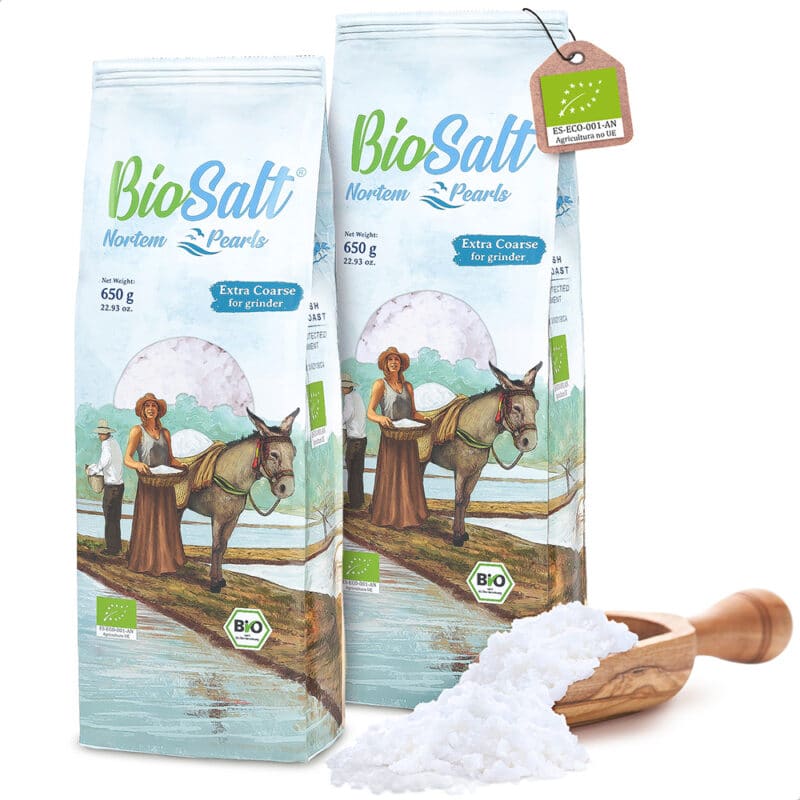 BioSalt®
Nortem Pearls
Net Weight:
650 g
22.93 oz.
Extra Coarse
for grinder
ES-ECO-001-AN
Agricultura UE
BIO
BioSalt
Nortem Pearls
Net Weight:
650 g
22.93 oz.
Extra Coarse
for grinder
ES-ECO-001-AN
Agricultura UE
BIO
ES-ECO-001-AN
Agricultura no UE